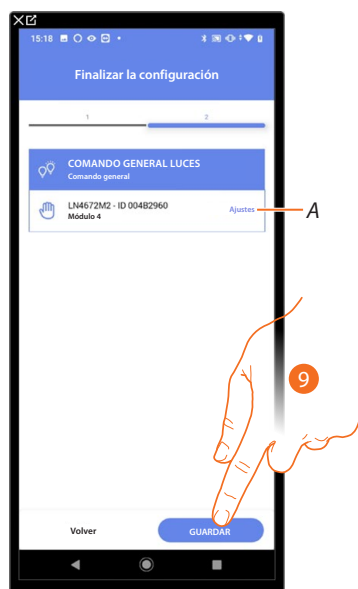 15:18
Finalizar la configuración
1 2
COMANDO GENERAL LUCES
Comando general
LN4672M2 - ID 004B2960
Módulo 4
Ajustes
A
9
Volver
GUARDAR